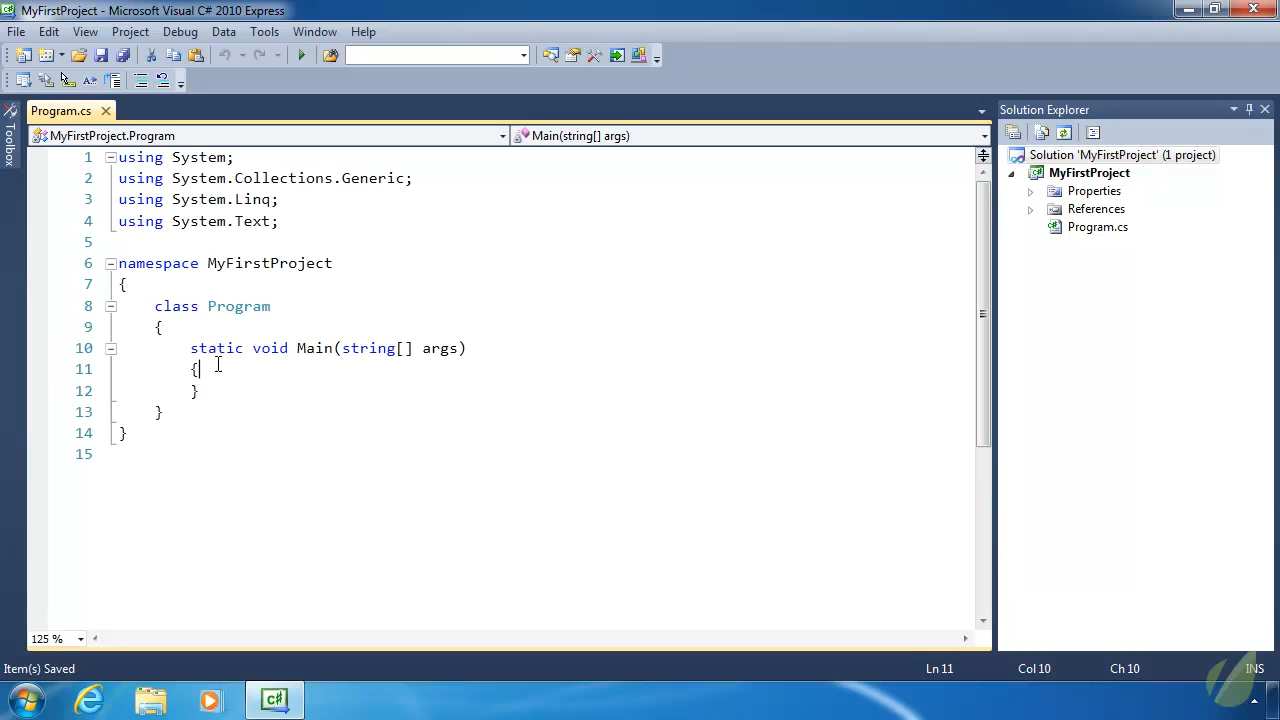 MyFirstProject - Microsoft Visual C# 2010 Express
File Edit View Project Debug Data Tools Window Help
Toolbox
Program.cs
MyFirstProject.Program
Main(string[] args)
1 using System;
2 using System.Collections.Generic;
3 using System.Linq;
4 using System.Text;
5
6 namespace MyFirstProject
7 {
8 class Program
9 {
10 static void Main(string[] args)
11 {
12 }
13 }
14 }
15
125 %
Solution Explorer
Solution 'MyFirstProject' (1 project)
MyFirstProject
Properties
References
Program.cs
Item(s) Saved
Ln 11 Col 10 Ch 10 INS
C#